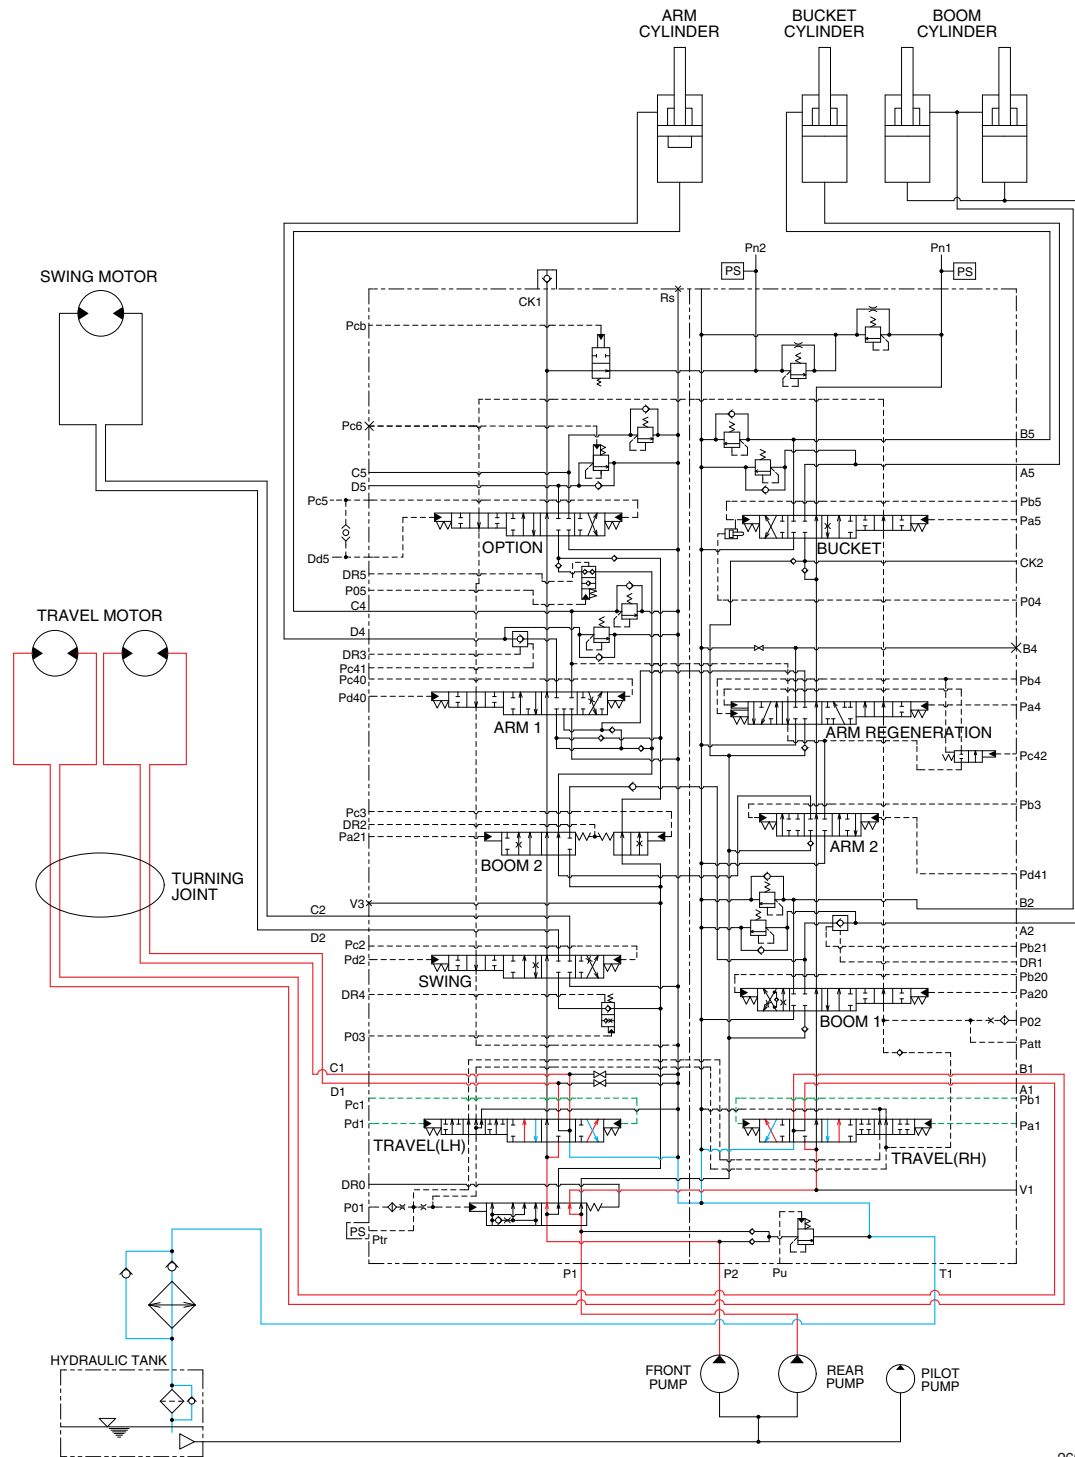 ARM
CYLINDER
BUCKET
CYLINDER
BOOM
CYLINDER
Pn2
Pn1
PS
PS
SWING MOTOR
CK1
Rs
Pcb
Pc6
B5
C5
A5
D5
Pc5
Pb5
Pa5
OPTION
BUCKET
Dd5
CK2
DR5
P05
P04
C4
TRAVEL MOTOR
D4
B4
DR3
Pc41
Pc40
Pb4
Pd40
Pa4
ARM 1
ARM REGENERATION
Pc42
Pc3
Pb3
DR2
Pa21
BOOM 2
ARM 2
TURNING
JOINT
Pd41
V3
B2
C2
A2
D2
Pc2
Pb21
Pd2
DR1
SWING
Pb20
DR4
Pa20
BOOM 1
P03
P02
Patt
C1
B1
D1
A1
Pc1
Pb1
Pd1
Pa1
TRAVEL(LH)
TRAVEL(RH)
DR0
V1
P01
PS
Ptr
P1
P2
Pu
T1
HYDRAULIC TANK
FRONT
PUMP
REAR
PUMP
PILOT
PUMP